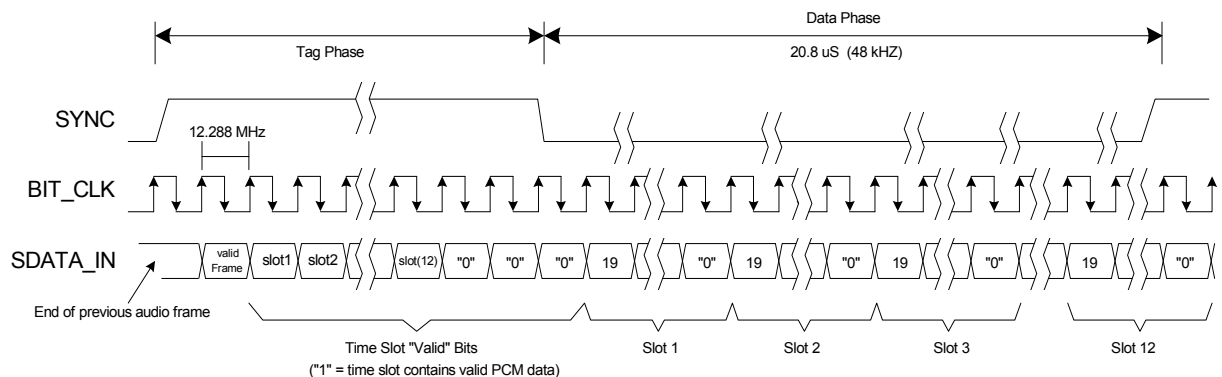 Data Phase
Tag Phase
20.8 uS (48 kHZ)
SYNC
12.288 MHz
BIT_CLK
SDATA_IN
valid Frame
slot1
slot2
slot(12)
"0"
"0"
"0"
19
"0"
19
"0"
19
"0"
19
"0"
End of previous audio frame
Time Slot "Valid" Bits
("1" = time slot contains valid PCM data)
Slot 1
Slot 2
Slot 3
Slot 12